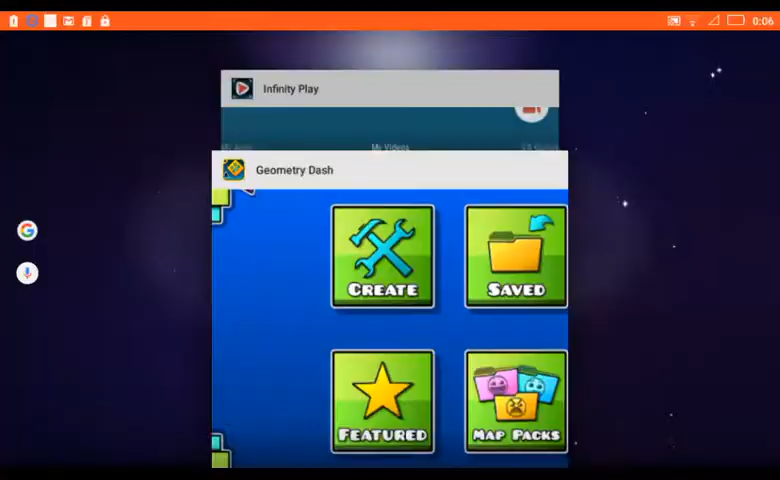 0:06
Infinity Play
My Videos
Geometry Dash
CREATE
SAVED
FEATURED
MAP PACKS